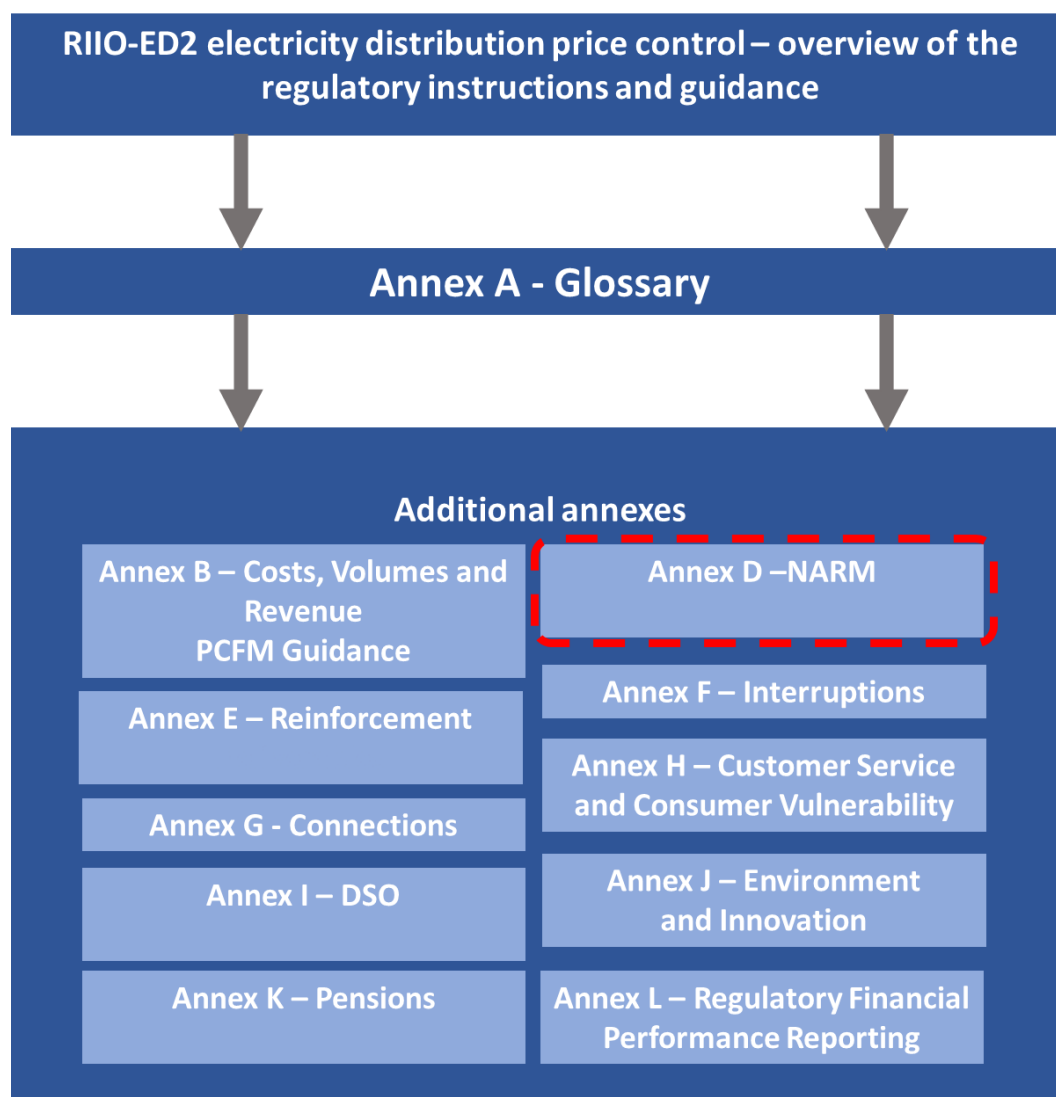 RIIO-ED2 electricity distribution price control – overview of the
regulatory instructions and guidance
Annex A - Glossary
Additional annexes
Annex B – Costs, Volumes and
Revenue
PCFM Guidance
Annex D –NARM
Annex E – Reinforcement
Annex F – Interruptions
Annex G - Connections
Annex H – Customer Service
and Consumer Vulnerability
Annex I – DSO
Annex J – Environment
and Innovation
Annex K – Pensions
Annex L – Regulatory Financial
Performance Reporting